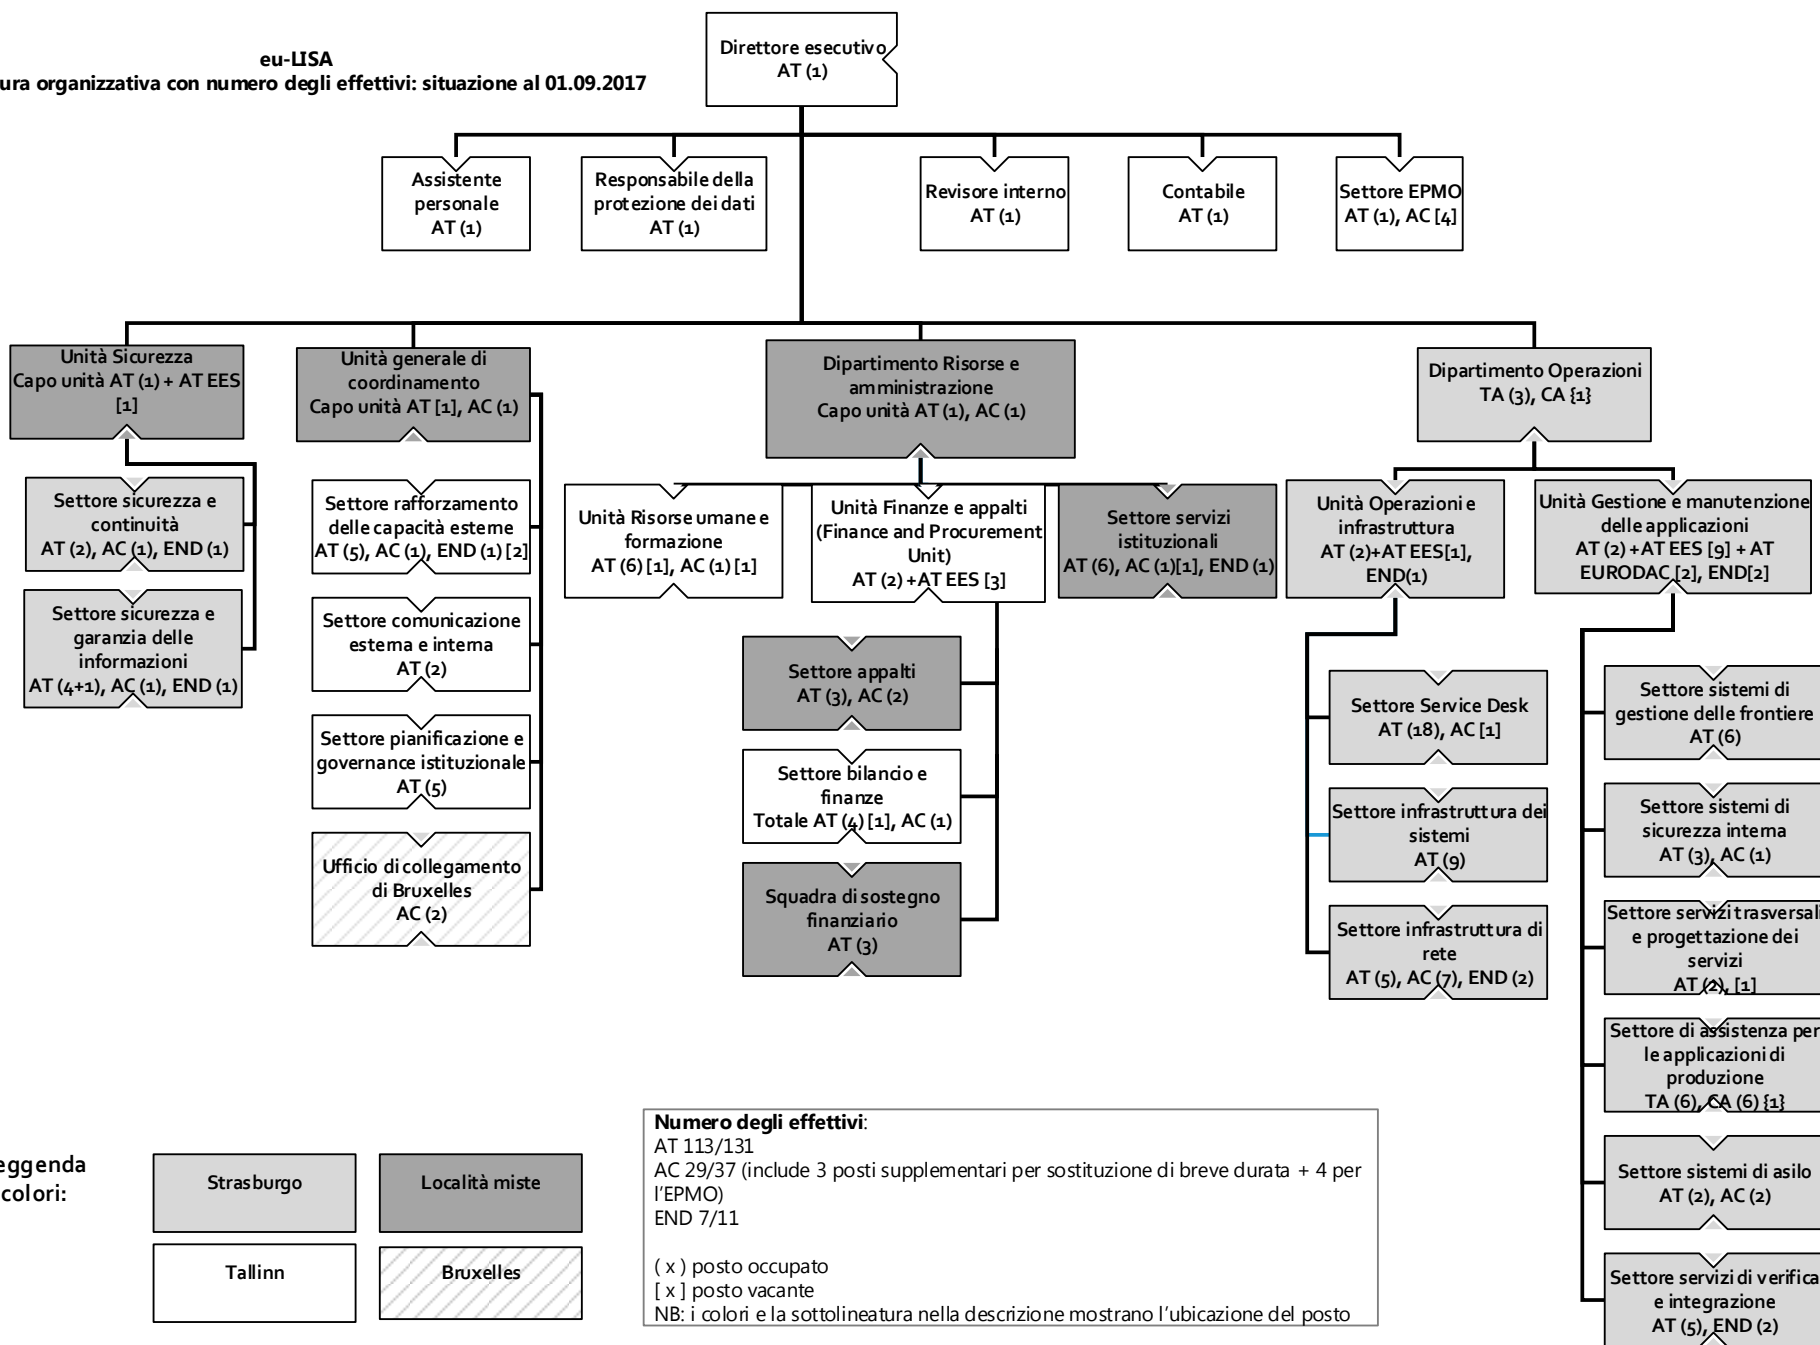 eu-LISA
ura organizzativa con numero degli effettivi: situazione al 01.09.2017
Direttore esecutivo
AT (1)
Assistente
personale
AT (1)
Responsabile della
protezione dei dati
AT (1)
Revisore interno
AT (1)
Contabile
AT (1)
Settore EPMO
AT (1), AC [4]
Unità Sicurezza
Capo unità AT (1) + AT EES
[1]
Unità generale di
coordinamento
Capo unità AT [1], AC (1)
Dipartimento Risorse e
amministrazione
Capo unità AT (1), AC (1)
Dipartimento Operazioni
TA (3), CA {1}
Settore sicurezza e
continuità
AT (2), AC (1), END (1)
Settore sicurezza e
garanzia delle
informazioni
AT (4+1), AC (1), END (1)
Settore rafforzamento
delle capacità esterne
AT (5), AC (1), END (1) [2]
Settore comunicazione
esterna e interna
AT (2)
Settore pianificazione e
governance istituzionale
AT (5)
Ufficio di collegamento
di Bruxelles
AC (2)
Unità Risorse umane e
formazione
AT (6) [1], AC (1) [1]
Unità Finanze e appalti
(Finance and Procurement
Unit)
AT (2) +AT EES [3]
Settore servizi
istituzionali
AT (6), AC (1)[1], END (1)
Settore appalti
AT (3), AC (2)
Settore bilancio e
finanze
Totale AT (4) [1], AC (1)
Squadra di sostegno
finanziario
AT (3)
Unità Operazioni e
infrastruttura
AT (2)+AT EES[1],
END(1)
Unità Gestione e manutenzione
delle applicazioni
AT (2) +AT EES [9] + AT
EURODAC [2], END[2]
Settore Service Desk
AT (18), AC [1]
Settore infrastruttura dei
sistemi
AT (9)
Settore infrastruttura di
rete
AT (5), AC (7), END (2)
Settore sistemi di
gestione delle frontiere
AT (6)
Settore sistemi di
sicurezza interna
AT (3), AC (1)
Settore servizi trasversali
e progettazione dei
servizi
AT (2), [1]
Settore di assistenza per
le applicazioni di
produzione
TA (6), CA (6) {1}
Settore sistemi di asilo
AT (2), AC (2)
Settore servizi di verifica
e integrazione
AT (5), END (2)
eggenda
colori:
Strasburgo
Località miste
Tallinn
Bruxelles
Numero degli effettivi:
AT 113/131
AC 29/37 (include 3 posti supplementari per sostituzione di breve durata + 4 per
l'EPMO)
END 7/11
( x ) posto occupato
[ x ] posto vacante
NB: i colori e la sottolineatura nella descrizione mostrano l'ubicazione del posto